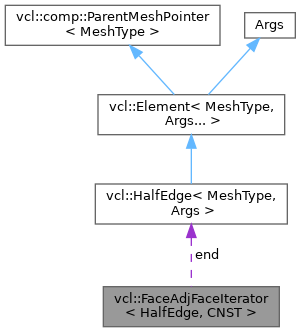 vcl::comp::ParentMeshPointer
< MeshType >
Args
vcl::Element< MeshType,
Args... >
vcl::HalfEdge< MeshType,
Args >
end
vcl::FaceAdjFaceIterator
< HalfEdge, CNST >